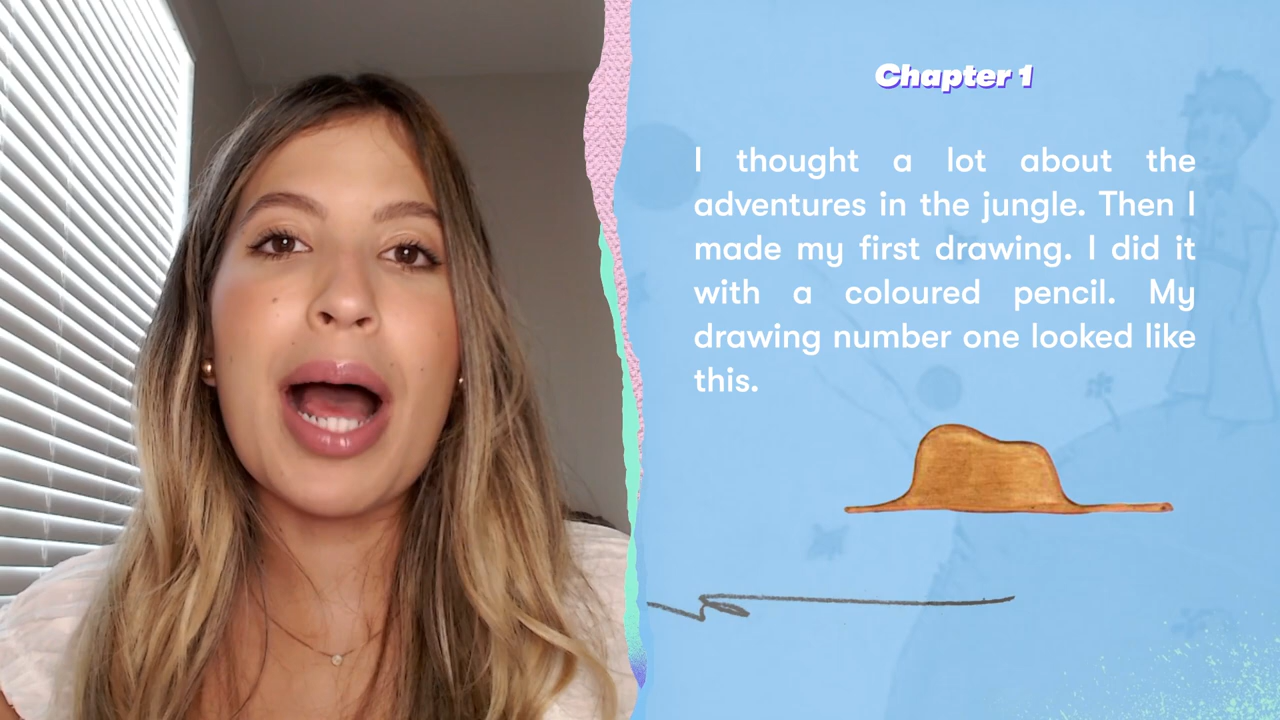 Chapter 1
I thought a lot about the
adventures in the jungle. Then I
made my first drawing. I did it
with a coloured pencil. My
drawing number one looked like
this.